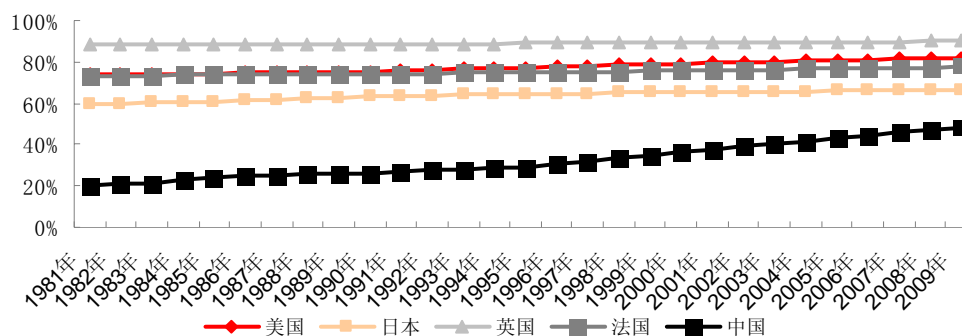 100%
80%
60%
40%
20%
0%
1981年
1982年
1983年
1984年
1985年
1986年
1987年
1988年
1989年
1990年
1991年
1992年
1993年
1994年
1995年
1996年
1997年
1998年
1999年
2000年
2001年
2002年
2003年
2004年
2005年
2006年
2007年
2008年
2009年
美国 日本 英国 法国 中国